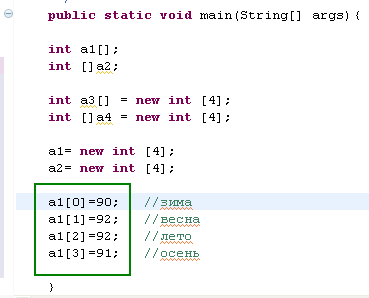 public static void main(String[] args){
int a1[];
int []a2;
int a3[] = new int [4];
int []a4 = new int [4];
a1= new int [4];
a2= new int [4];
a1[0]=90; //зима
a1[1]=92; //весна
a1[2]=92; //лето
a1[3]=91; //осень
}